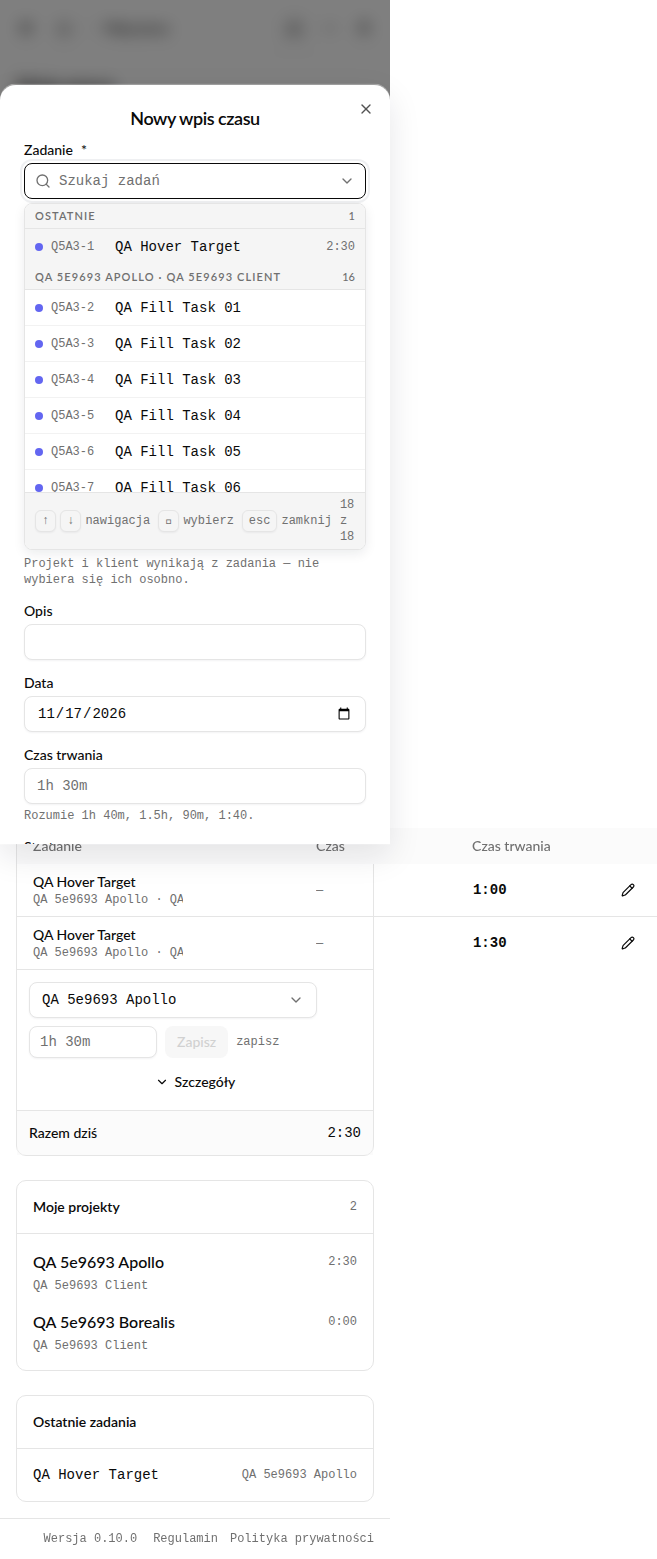 Nowy wpis czasu
Zadanie *
Szukaj zadań
OSTATNIE 1
Q5A3-1 QA Hover Target 2:30
QA 5E9693 APOLLO · QA 5E9693 CLIENT 16
Q5A3-2 QA Fill Task 01
Q5A3-3 QA Fill Task 02
Q5A3-4 QA Fill Task 03
Q5A3-5 QA Fill Task 04
Q5A3-6 QA Fill Task 05
Q5A3-7 QA Fill Task 06
↑ ↓ nawigacja wybierz esc zamknij 18 z 18
Projekt i klient wynikają z zadania — nie
wybiera się ich osobno.
Opis
Data
11/17/2026
Czas trwania
1h 30m
Rozumie 1h 40m, 1.5h, 90m, 1:40.
Zadanie Czas Czas trwania
QA Hover Target
QA 5e9693 Apollo · QA – 1:00
QA Hover Target
QA 5e9693 Apollo · QA – 1:30
QA 5e9693 Apollo
1h 30m Zapisz zapisz
Szczegóły
Razem dziś 2:30
Moje projekty 2
QA 5e9693 Apollo 2:30
QA 5e9693 Client
QA 5e9693 Borealis 0:00
QA 5e9693 Client
Ostatnie zadania
QA Hover Target QA 5e9693 Apollo
Wersja 0.10.0 Regulamin Polityka prywatności